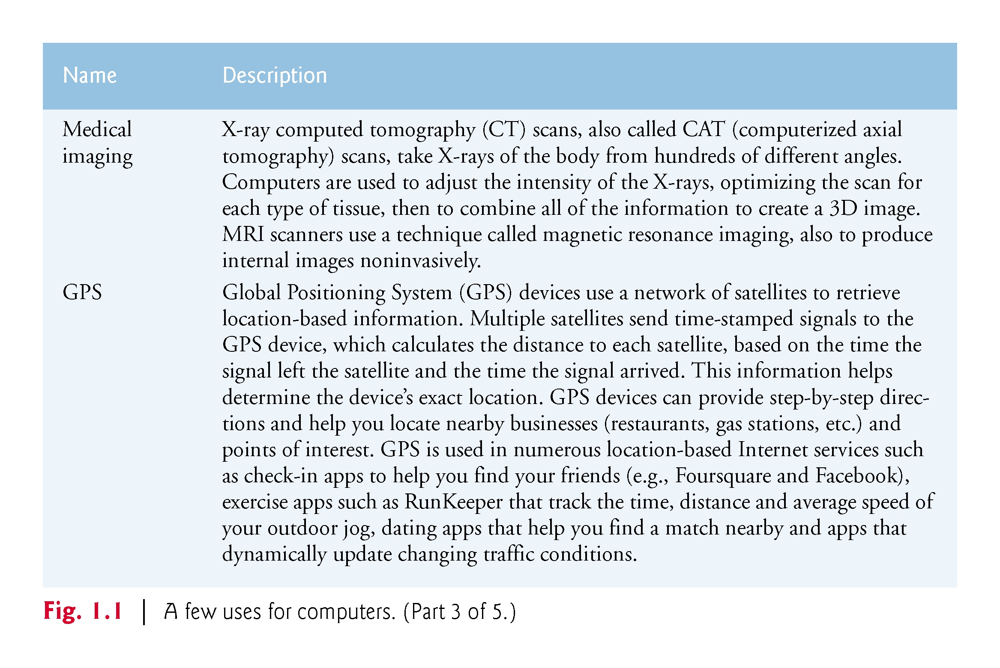 Name Description
Medical X-ray computed tomography (CT) scans, also called CAT (computerized axial
imaging tomography) scans, take X-rays of the body from hundreds of different angles.
Computers are used to adjust the intensity of the X-rays, optimizing the scan for
each type of tissue, then to combine all of the information to create a 3D image.
MRI scanners use a technique called magnetic resonance imaging, also to produce
internal images noninvasively.
GPS Global Positioning System (GPS) devices use a network of satellites to retrieve
location-based information. Multiple satellites send time-stamped signals to the
GPS device, which calculates the distance to each satellite, based on the time the
signal left the satellite and the time the signal arrived. This information helps
determine the device’s exact location. GPS devices can provide step-by-step direc-
tions and help you locate nearby businesses (restaurants, gas stations, etc.) and
points of interest. GPS is used in numerous location-based Internet services such
as check-in apps to help you find your friends (e.g., Foursquare and Facebook),
exercise apps such as RunKeeper that track the time, distance and average speed of
your outdoor jog, dating apps that help you find a match nearby and apps that
dynamically update changing traffic conditions.
Fig. 1.1 | A few uses for computers. (Part 3 of 5.)